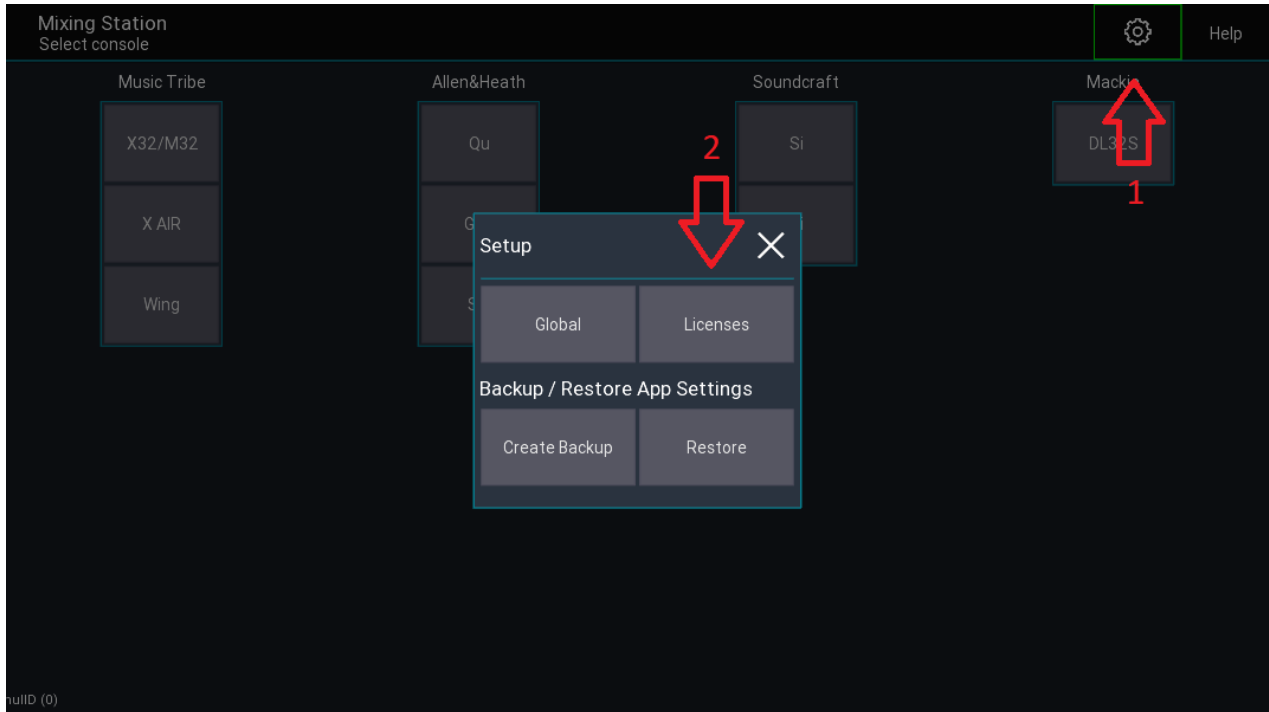 Mixing Station
Select console
Help
Music Tribe
Allen&Heath
Soundcraft
X32/M32
Qu
Si
DL32S
2
1
X AIR
Setup
Wing
Global
Licenses
Backup / Restore App Settings
Create Backup
Restore
(0)